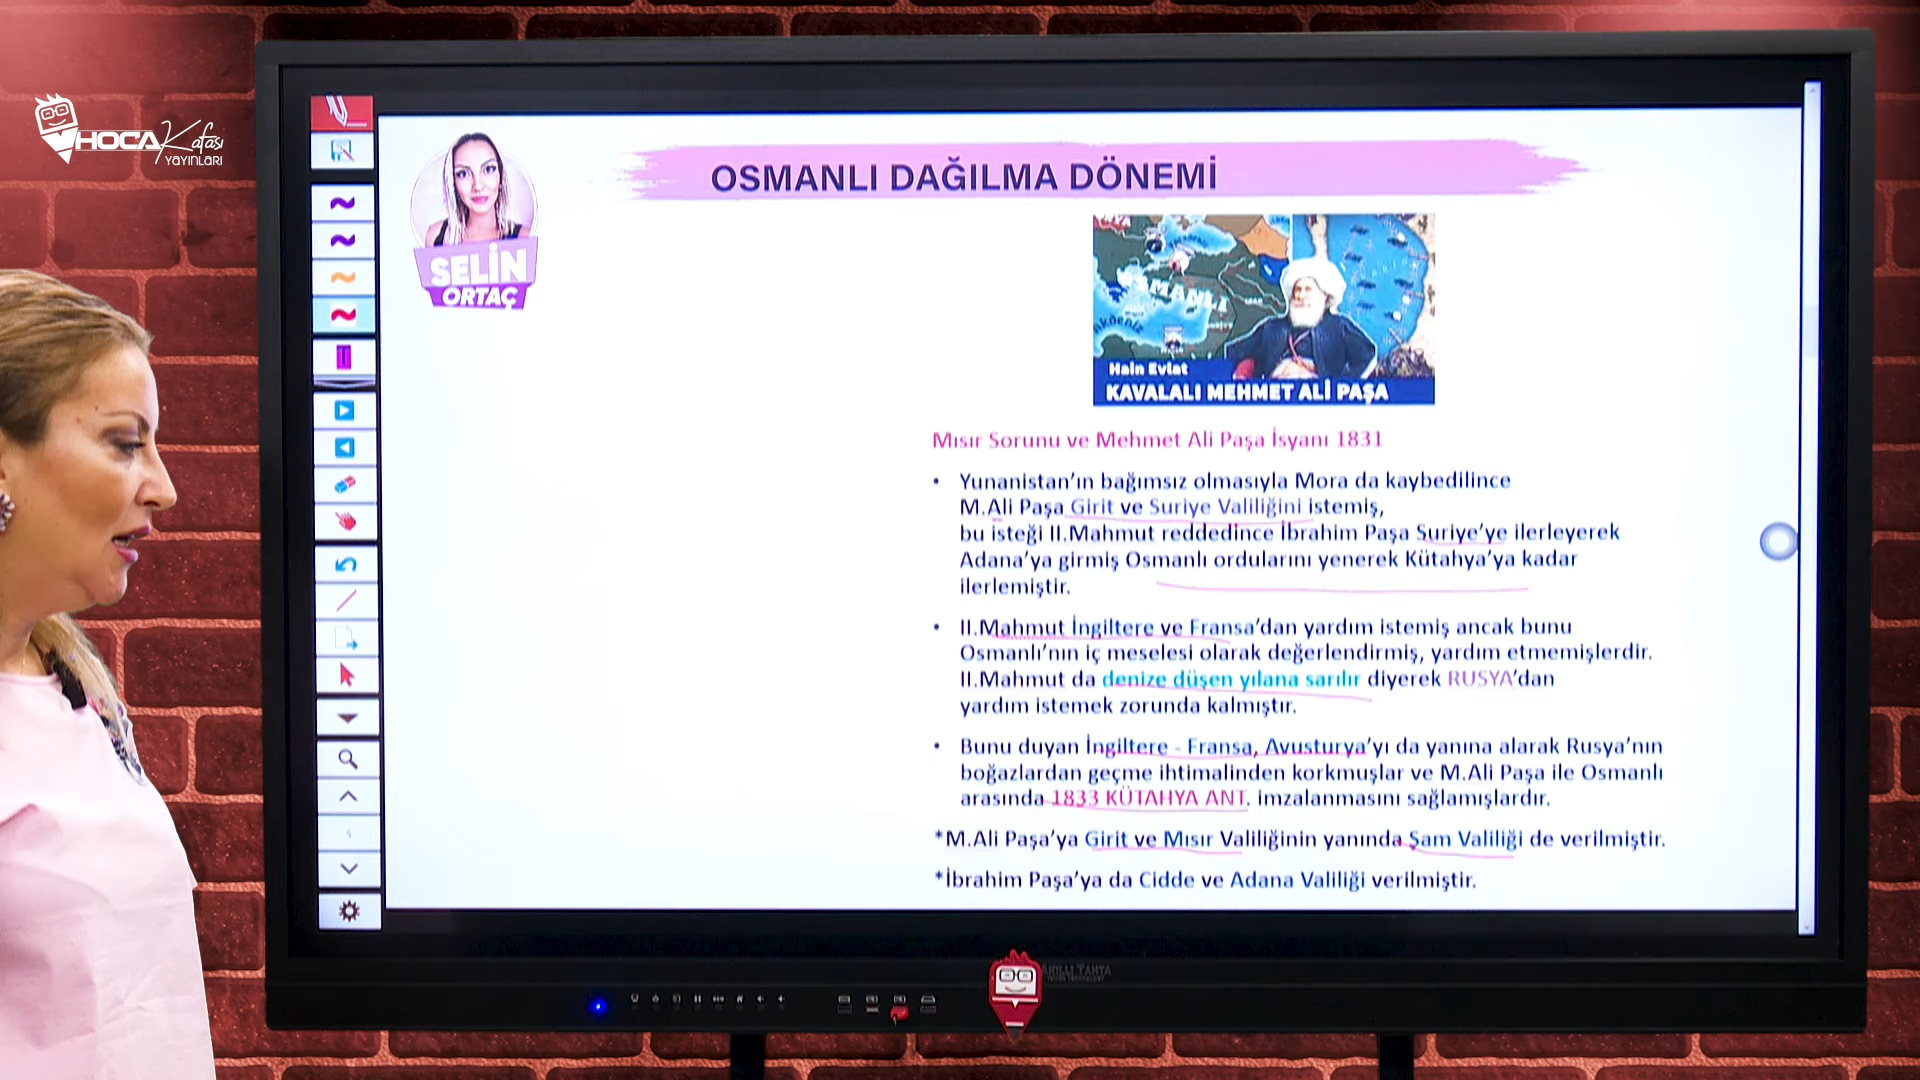 HOCA Kafası
YAYINLARI
OSMANLI DAĞILMA DÖNEMİ
SELİN
ORTAÇ
OSMANLI
Hain Evlat
KAVALALI MEHMET ALİ PAŞA
Mısır Sorunu ve Mehmet Ali Paşa İsyanı 1831
• Yunanistan'ın bağımsız olmasıyla Mora da kaybedilince
M.Ali Paşa Girit ve Suriye Valiliğini istemiş,
bu isteği II.Mahmut reddedince İbrahim Paşa Suriye'ye ilerleyerek
Adana'ya girmiş Osmanlı ordularını yenerek Kütahya'ya kadar
ilerlemiştir.
• II.Mahmut İngiltere ve Fransa'dan yardım istemiş ancak bunu
Osmanlı'nın iç meselesi olarak değerlendirmiş, yardım etmemişlerdir.
II.Mahmut da denize düşen yılana sarılır diyerek RUSYA'dan
yardım istemek zorunda kalmıştır.
• Bunu duyan İngiltere - Fransa, Avusturya'yı da yanına alarak Rusya'nın
boğazlardan geçme ihtimalinden korkmuşlar ve M.Ali Paşa ile Osmanlı
arasında 1833 KÜTAHYA ANT. imzalanmasını sağlamışlardır.
*M.Ali Paşa'ya Girit ve Mısır Valiliğinin yanında Şam Valiliği de verilmiştir.
*İbrahim Paşa'ya da Cidde ve Adana Valiliği verilmiştir.
AKILLI TAHTA